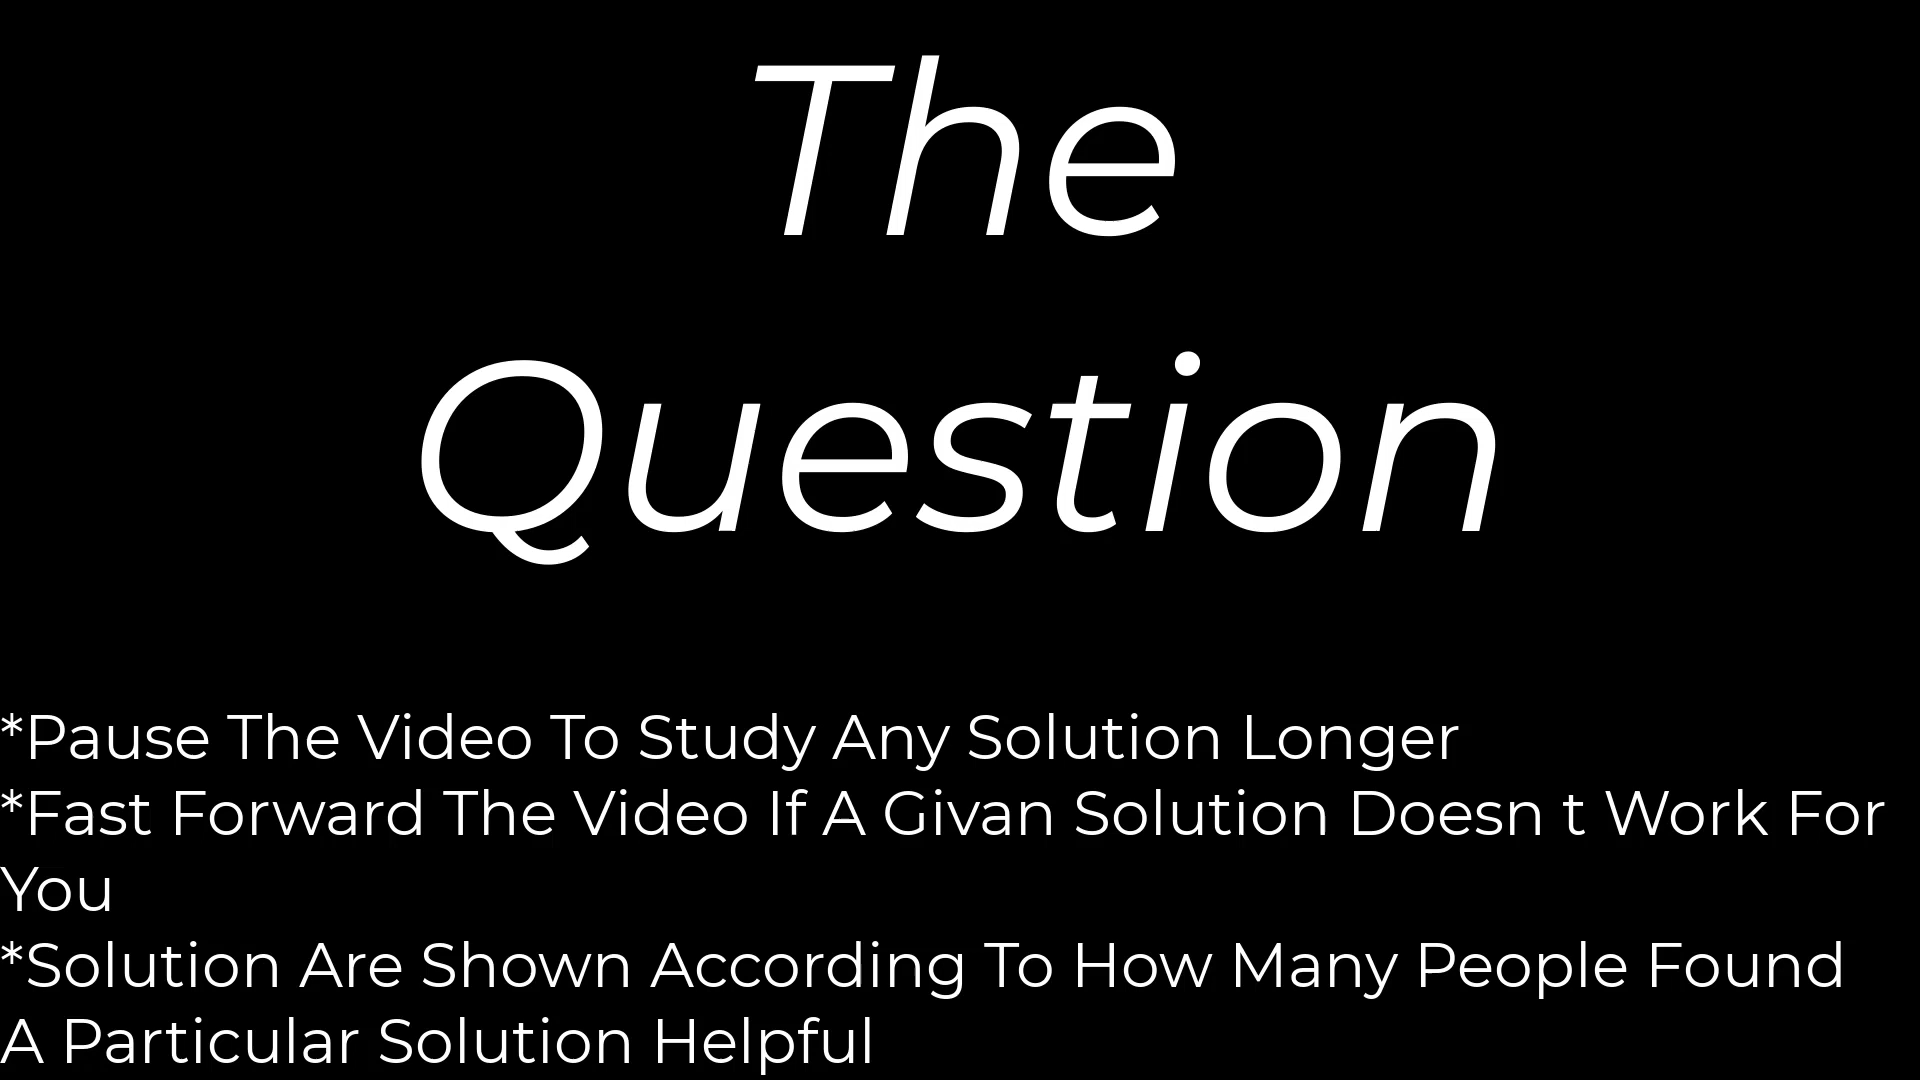 The
Question
*Pause The Video To Study Any Solution Longer
*Fast Forward The Video If A Givan Solution Doesn t Work For
You
*Solution Are Shown According To How Many People Found
A Particular Solution Helpful